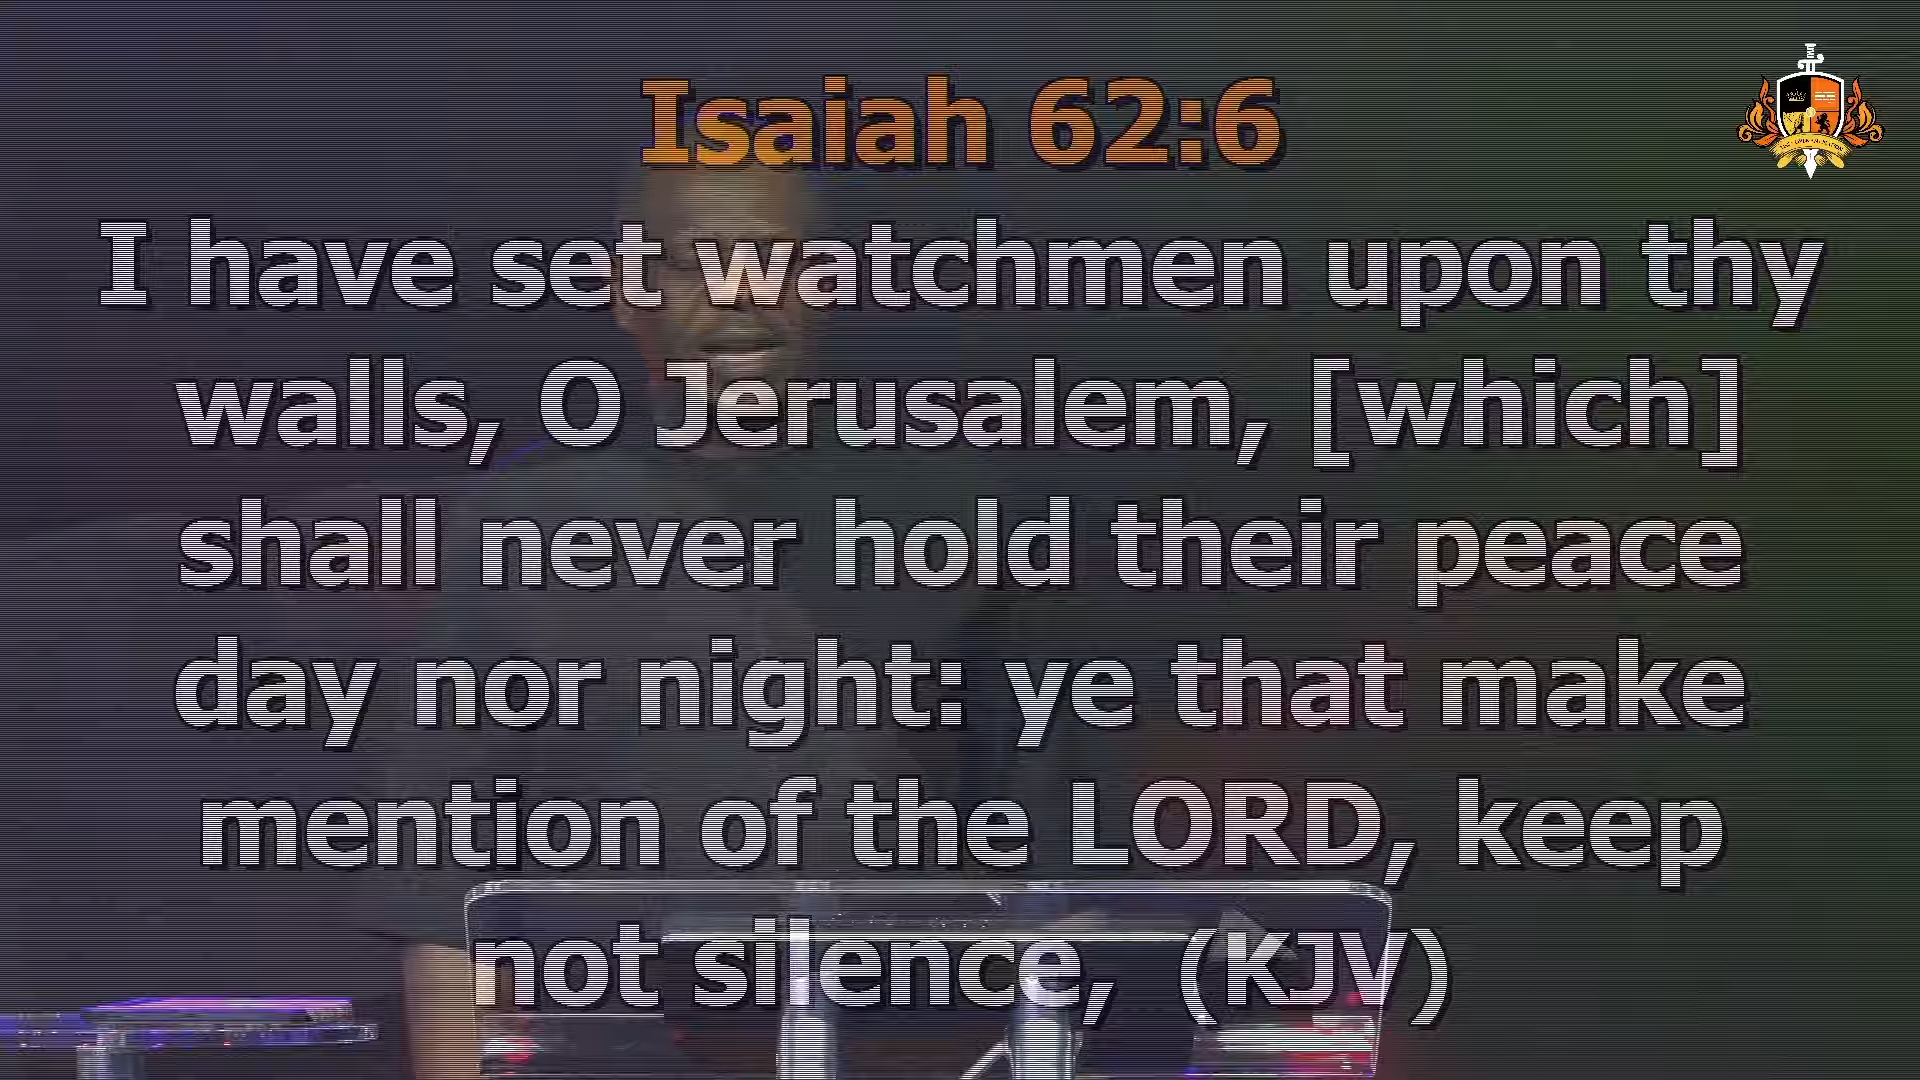 Isaiah 62:6
I have set watchmen upon thy
walls, O Jerusalem, [which]
shall never hold their peace
day nor night: ye that make
mention of the LORD, keep
not silence, (KJV)